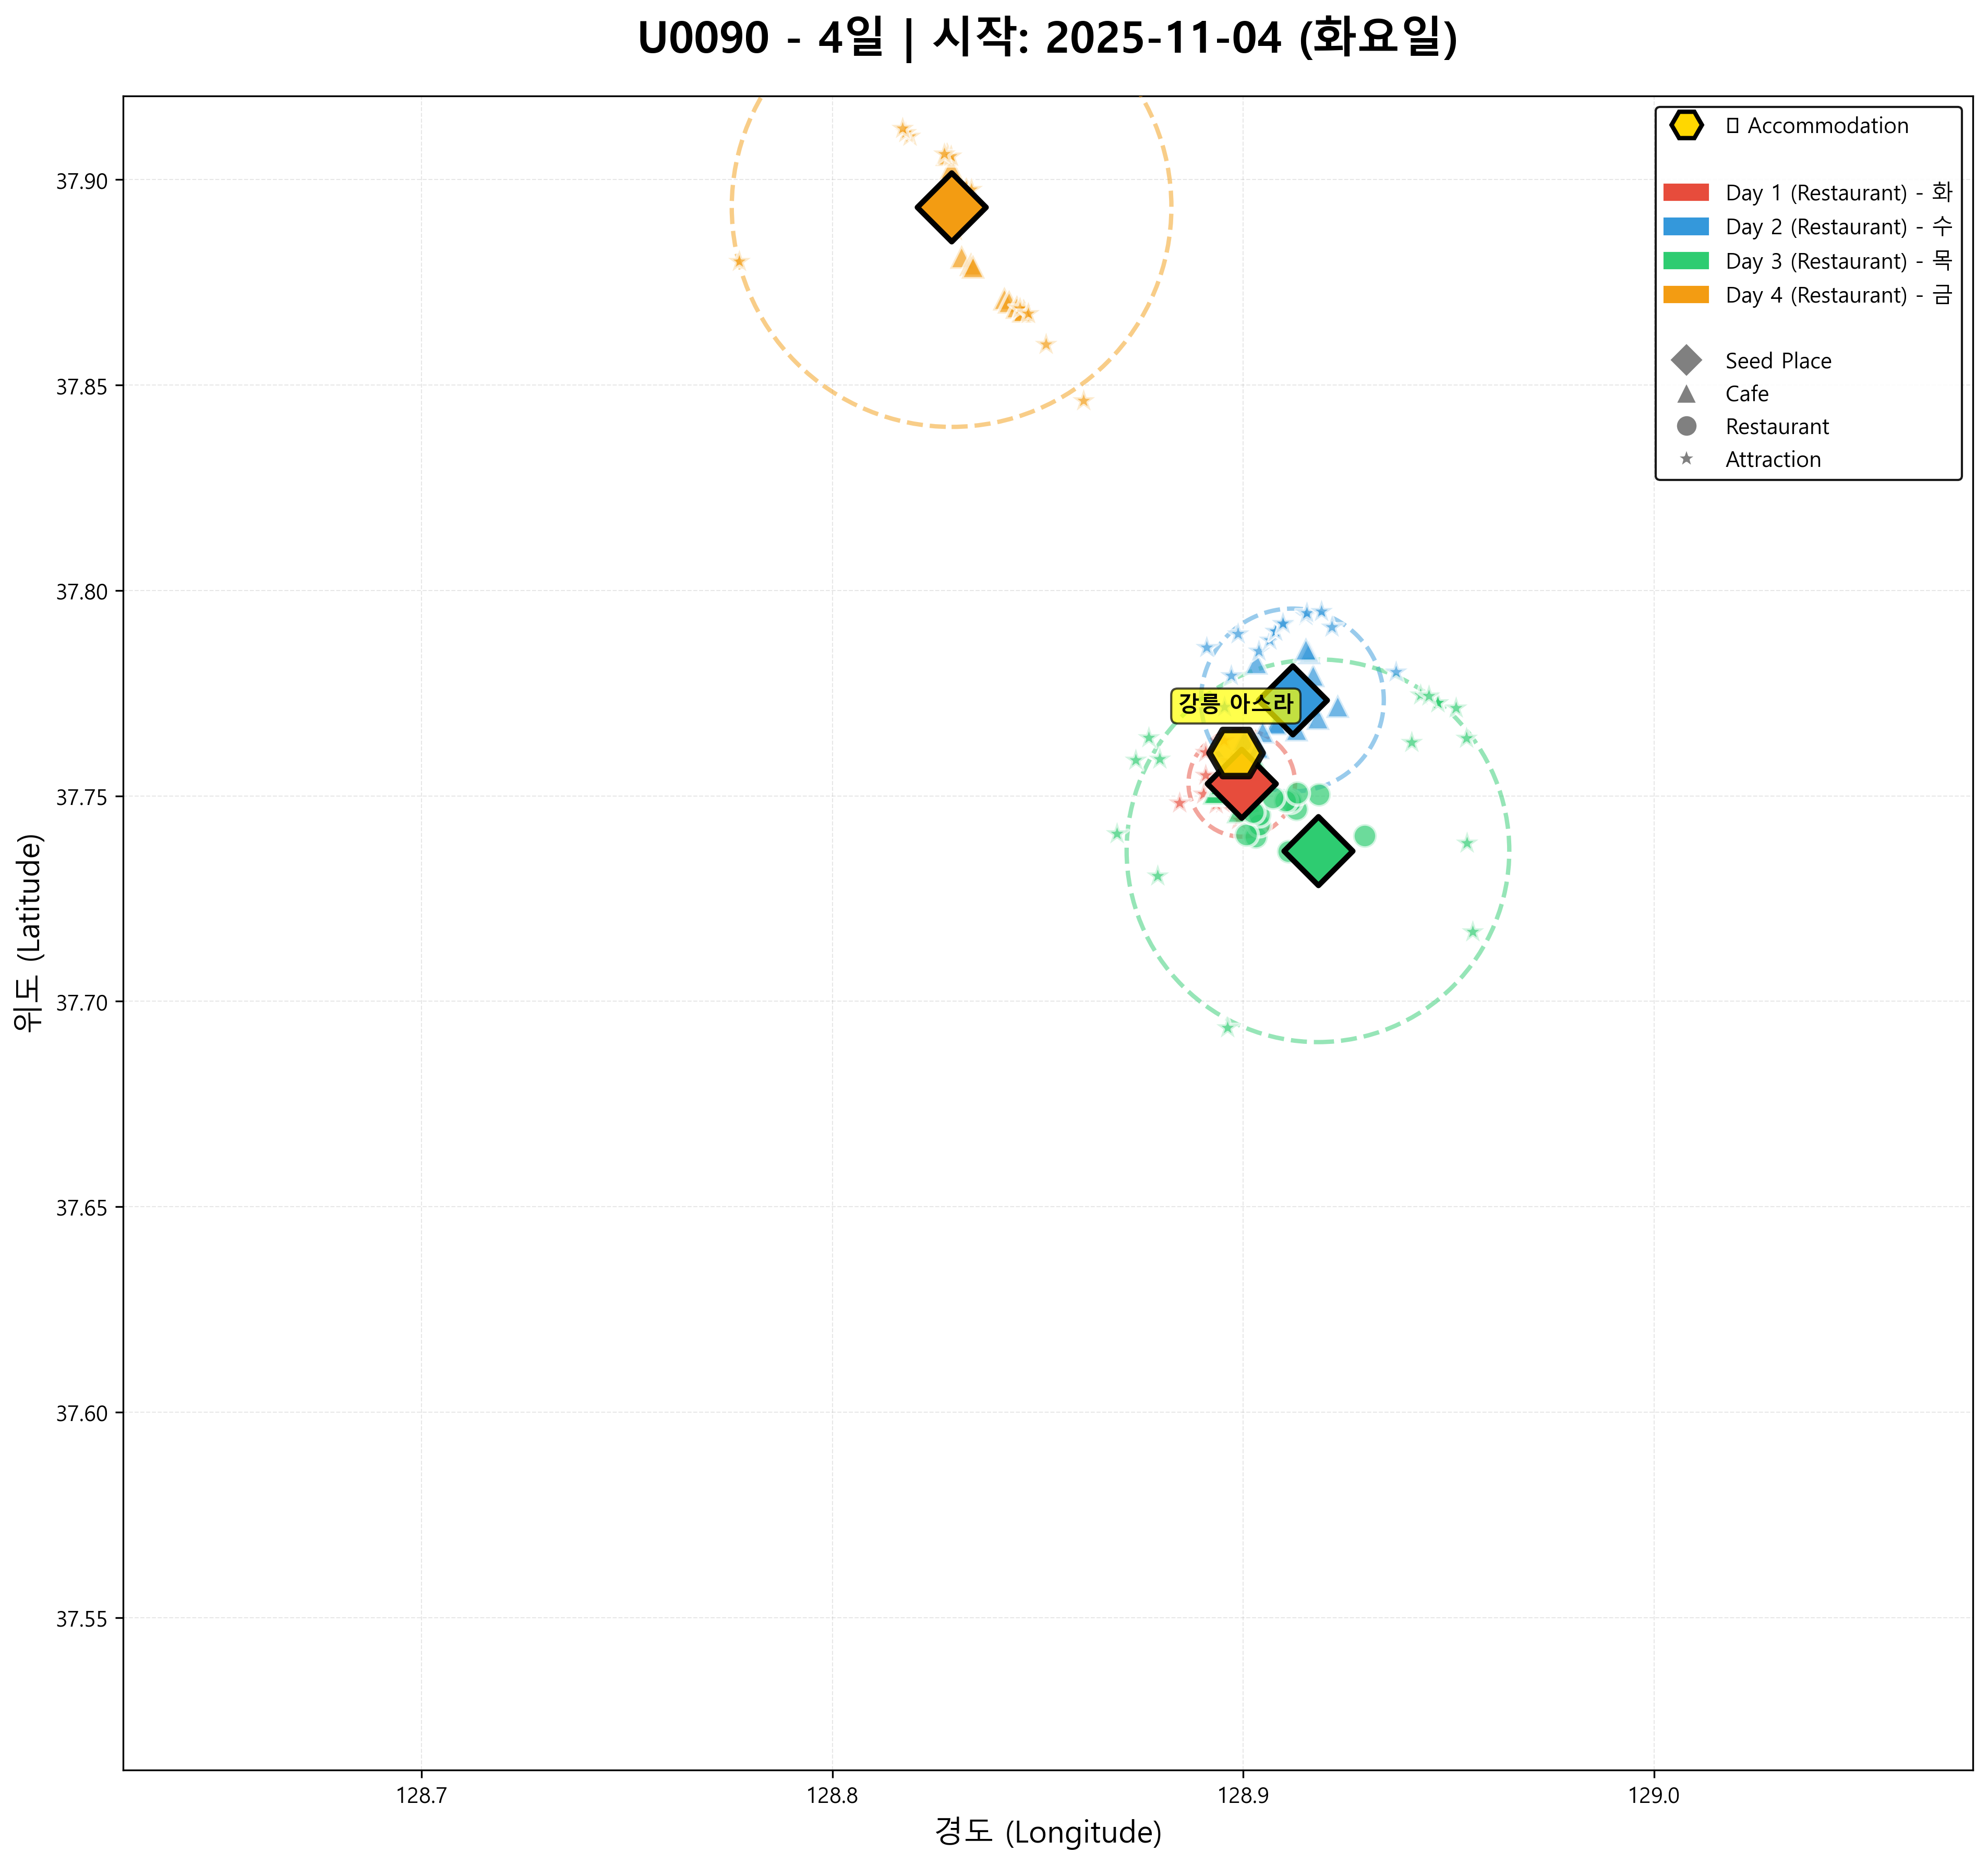 U0090 - 4일 | 시작: 2025-11-04 (화요일)
Accommodation
Day 1 (Restaurant) - 화
Day 2 (Restaurant) - 수
Day 3 (Restaurant) - 목
Day 4 (Restaurant) - 금
Seed Place
Cafe
Restaurant
Attraction
강릉 아스라
위도 (Latitude)
37.90
37.85
37.80
37.75
37.70
37.65
37.60
37.55
128.7
128.8
128.9
129.0
경도 (Longitude)